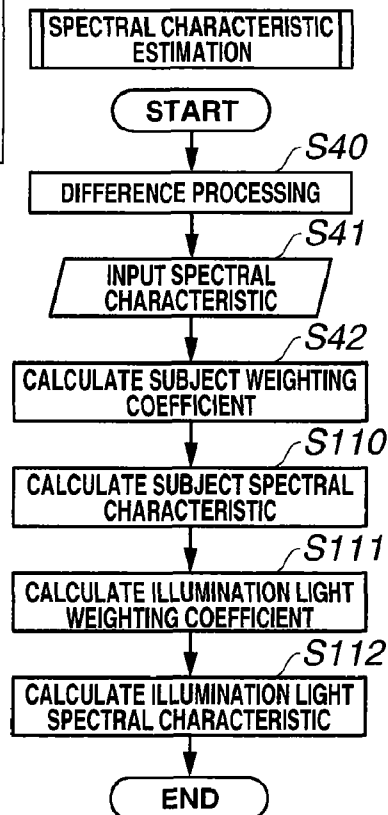 SPECTRAL CHARACTERISTIC
ESTIMATION
START
S40
DIFFERENCE PROCESSING
S41
INPUT SPECTRAL
CHARACTERISTIC
S42
CALCULATE SUBJECT WEIGHTING
COEFFICIENT
S110
CALCULATE SUBJECT SPECTRAL
CHARACTERISTIC
S111
CALCULATE ILLUMINATION LIGHT
WEIGHTING COEFFICIENT
S112
CALCULATE ILLUMINATION LIGHT
SPECTRAL CHARACTERISTIC
END